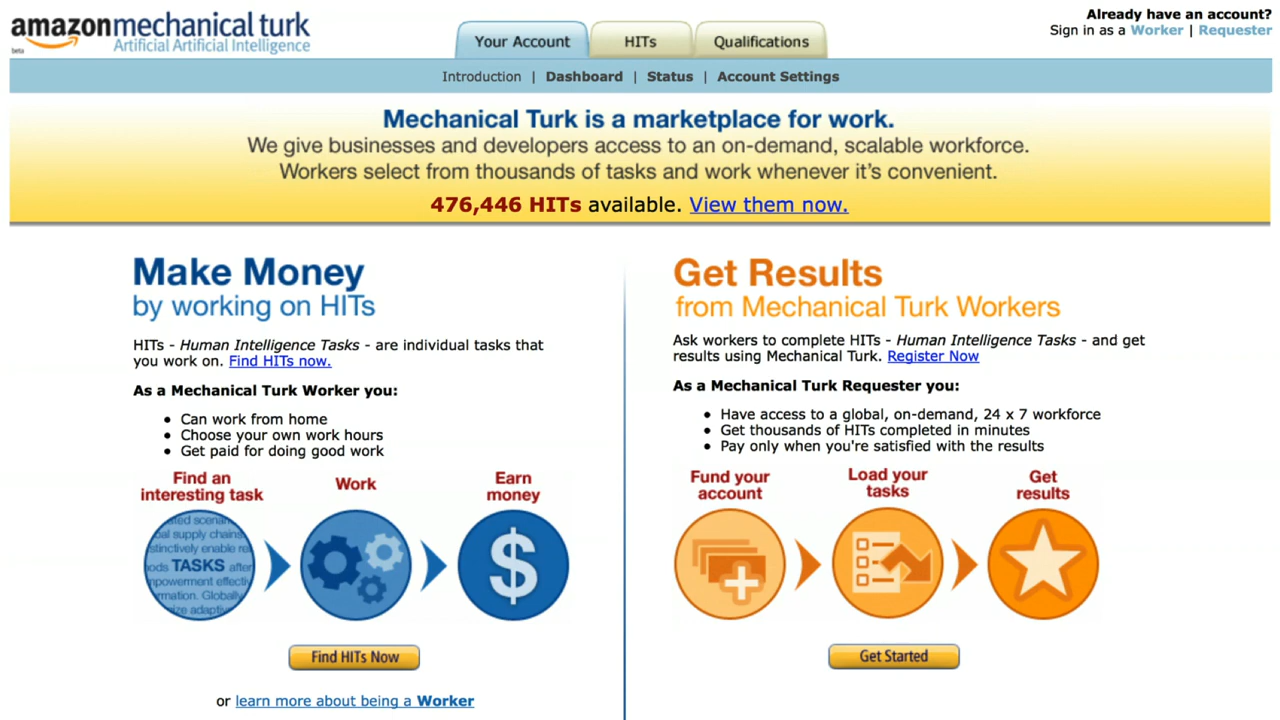 amazonmechanical turk
beta
Artificial Artificial Intelligence
Your Account
HITs
Qualifications
Already have an account?
Sign in as a Worker | Requester
Introduction | Dashboard | Status | Account Settings
Mechanical Turk is a marketplace for work.
We give businesses and developers access to an on-demand, scalable workforce.
Workers select from thousands of tasks and work whenever it's convenient.
476,446 HITs available. View them now.
Make Money
by working on HITs
HITs - Human Intelligence Tasks - are individual tasks that
you work on. Find HITs now.
As a Mechanical Turk Worker you:
• Can work from home
• Choose your own work hours
• Get paid for doing good work
Find an
interesting task
Work
Earn
money
supply chains
enable
TASKS after
Globally
$
Find HITs Now
or learn more about being a Worker
Get Results
from Mechanical Turk Workers
Ask workers to complete HITs - Human Intelligence Tasks - and get
results using Mechanical Turk. Register Now
As a Mechanical Turk Requester you:
• Have access to a global, on-demand, 24 x 7 workforce
• Get thousands of HITs completed in minutes
• Pay only when you're satisfied with the results
Fund your
account
Load your
tasks
Get
results
Get Started